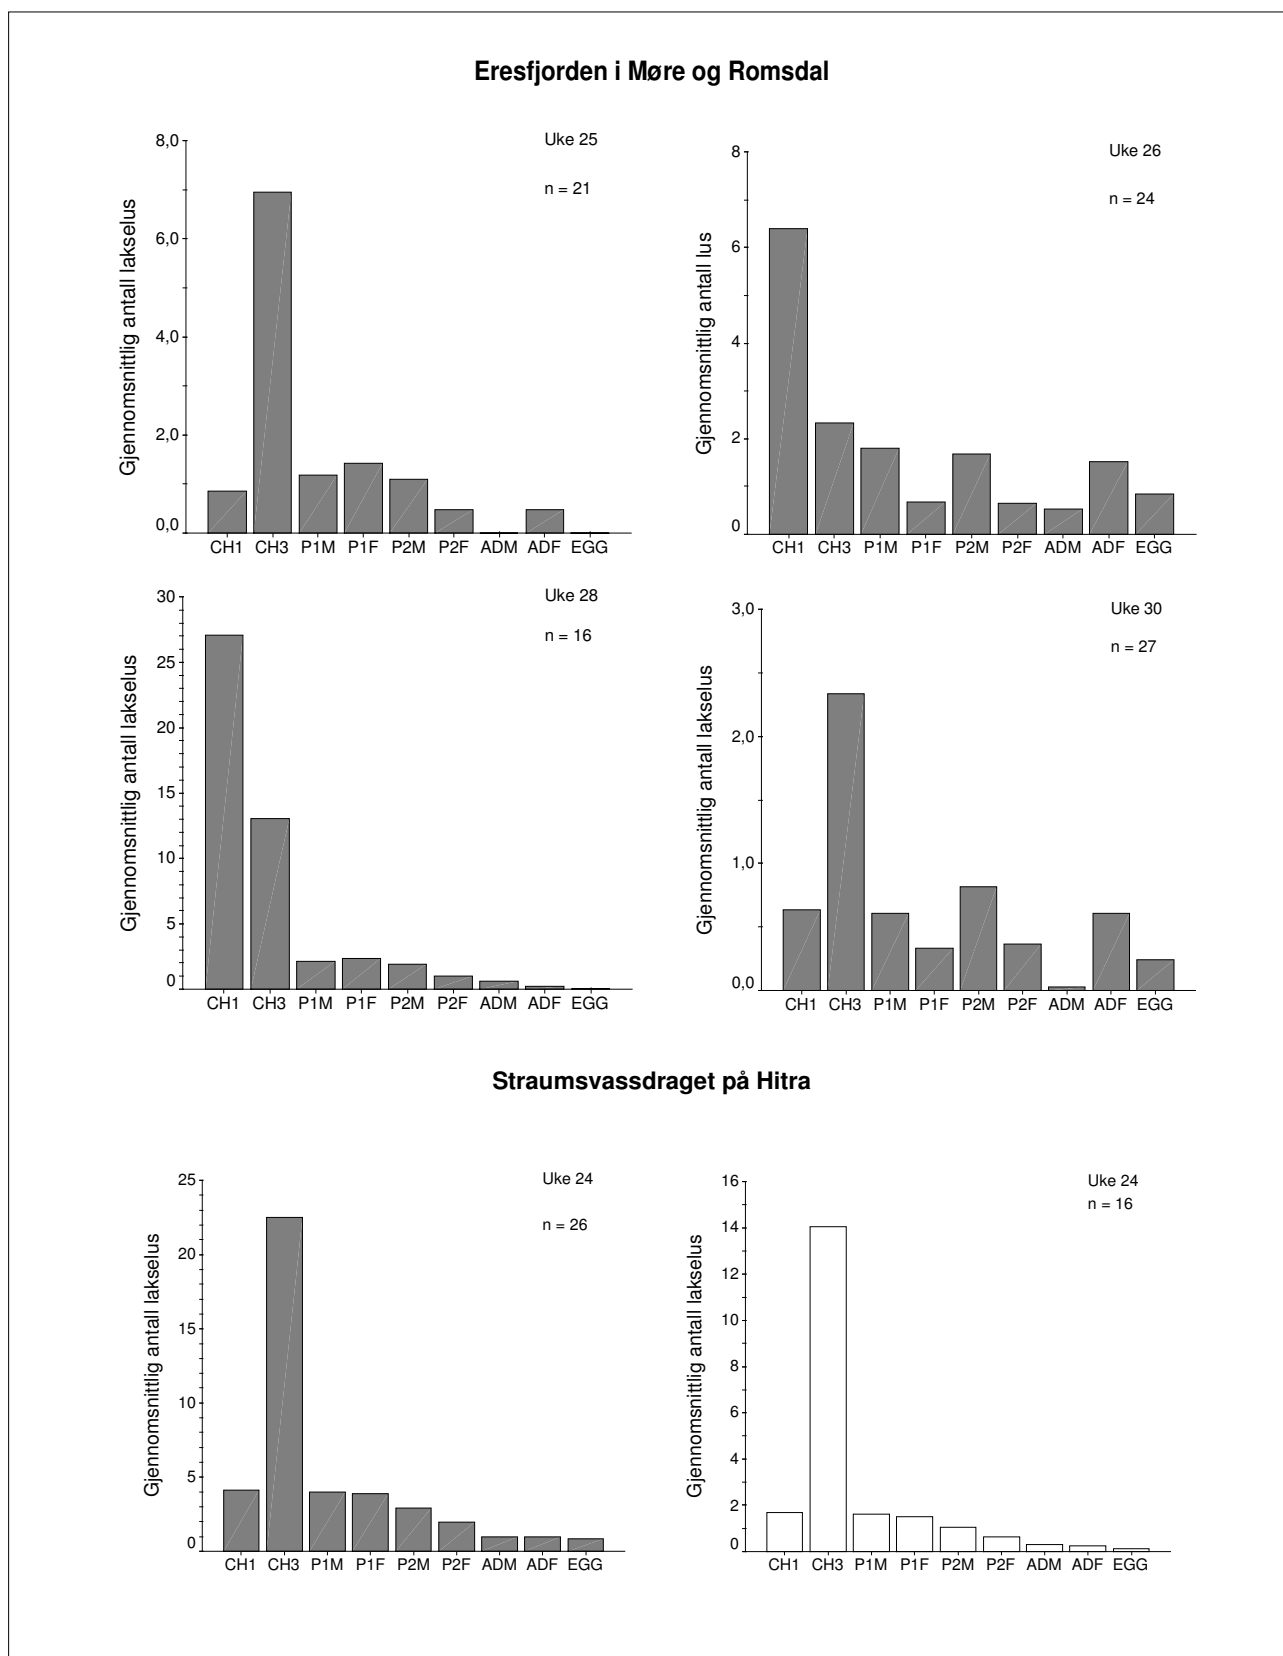 Eresfjorden i Møre og Romsdal
Uke 25
n = 21
Gjennomsnittlig antall lakselus
8,0
6,0
4,0
2,0
0,0
CH1 CH3 P1M P1F P2M P2F ADM ADF EGG
Uke 26
n = 24
Gjennomsnittlig antall lus
8
6
4
2
0
CH1 CH3 P1M P1F P2M P2F ADM ADF EGG
Uke 28
n = 16
Gjennomsnittlig antall lakselus
30
25
20
15
10
5
0
CH1 CH3 P1M P1F P2M P2F ADM ADF EGG
Uke 30
n = 27
Gjennomsnittlig antall lakselus
3,0
2,0
1,0
0,0
CH1 CH3 P1M P1F P2M P2F ADM ADF EGG
Straumsvassdraget på Hitra
Uke 24
n = 26
Gjennomsnittlig antall lakselus
25
20
15
10
5
0
CH1 CH3 P1M P1F P2M P2F ADM ADF EGG
Uke 24
n = 16
Gjennomsnittlig antall lakselus
16
14
12
10
8
6
4
2
0
CH1 CH3 P1M P1F P2M P2F ADM ADF EGG